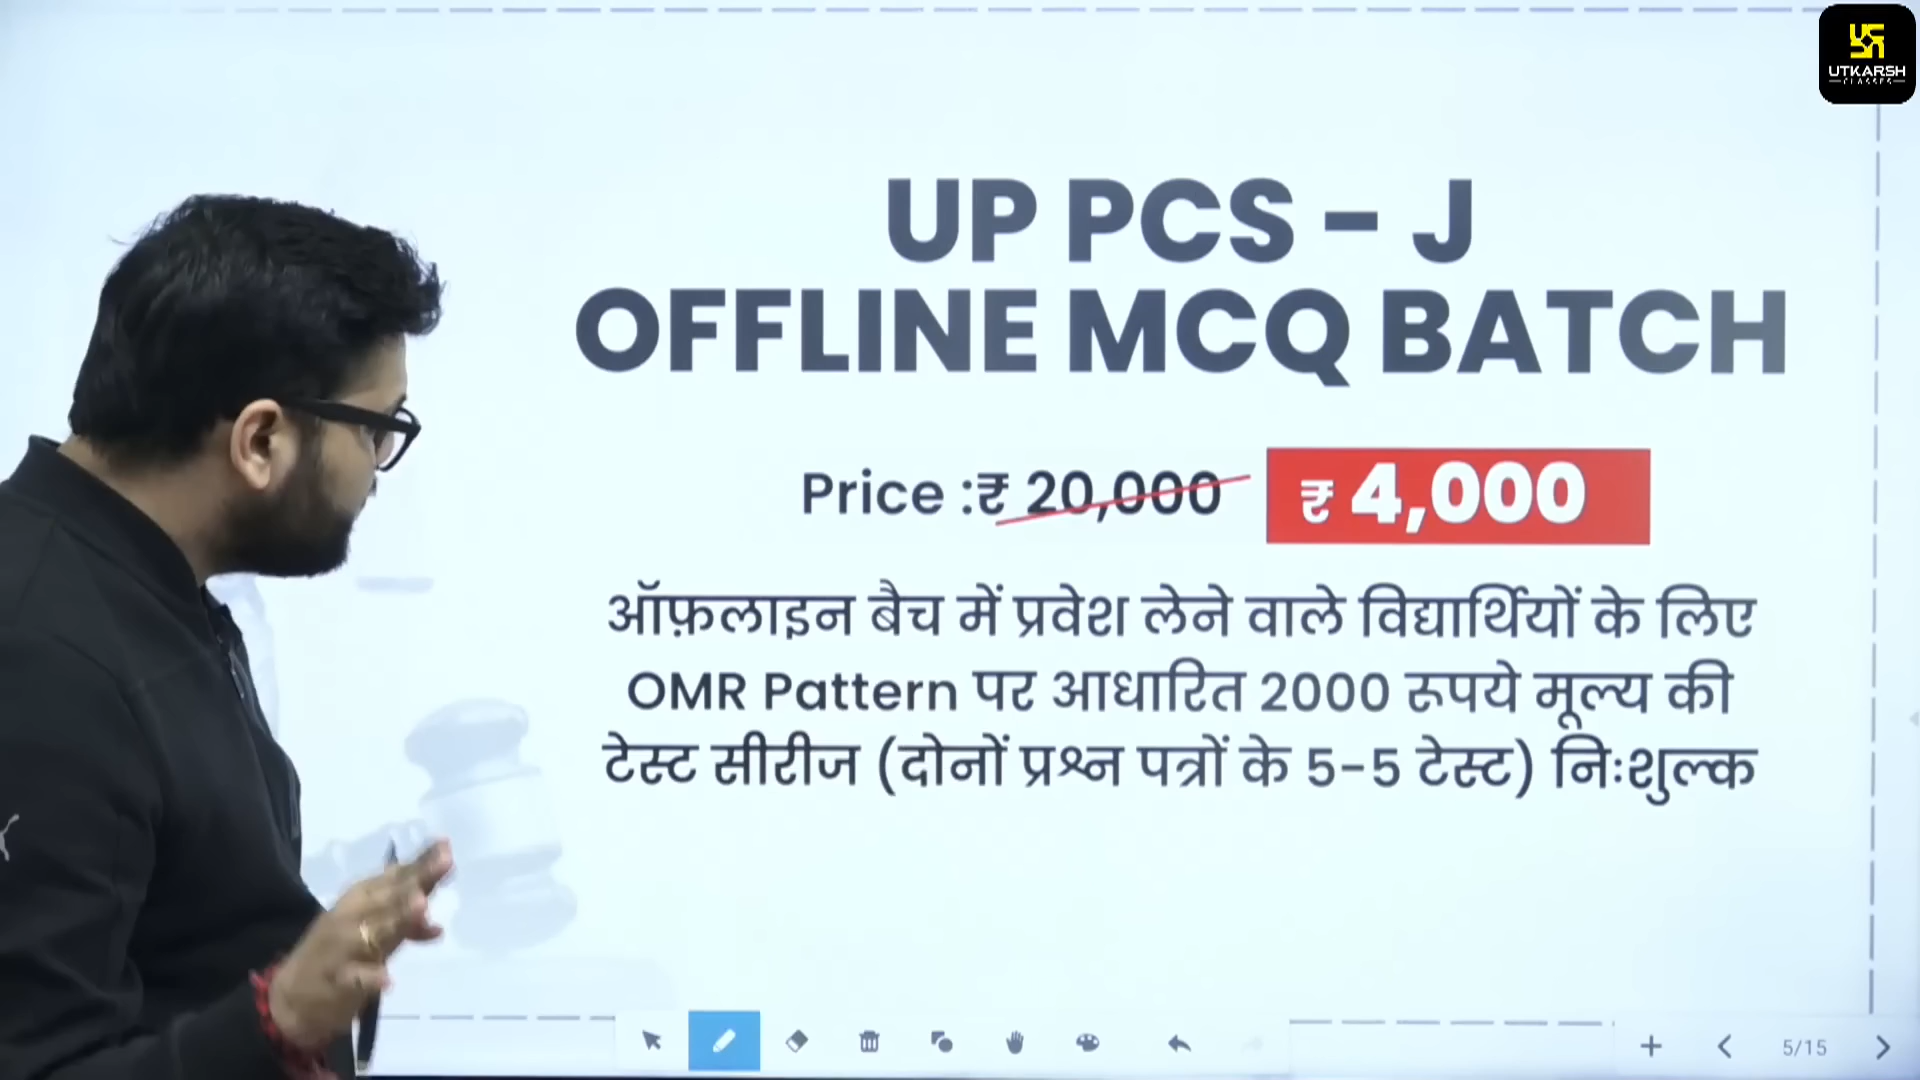 UTKARSH
CLASSES
UP PCS - J
OFFLINE MCQ BATCH
Price :₹ 20,000 ₹ 4,000
ऑफ़लाइन बैच में प्रवेश लेने वाले विद्यार्थियों के लिए
OMR Pattern पर आधारित 2000 रूपये मूल्य की
टेस्ट सीरीज (दोनों प्रश्न पत्रों के 5-5 टेस्ट) निःशुल्क
5/15